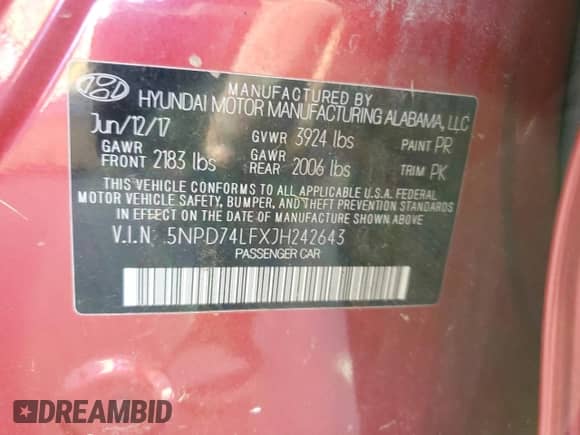 MANUFACTURED BY
HYUNDAI MOTOR MANUFACTURING ALABAMA, LLC
Jun/12/17 GVWR 3924 lbs PAINT PR
GAWR FRONT 2183 lbs GAWR REAR 2006 lbs TRIM PK
THIS VEHICLE CONFORMS TO ALL APPLICABLE U.S.A. FEDERAL
MOTOR VEHICLE SAFETY, BUMPER, AND THEFT PREVENTION STANDARDS
IN EFFECT ON THE DATE OF MANUFACTURE SHOWN ABOVE
V.I.N 5NPD74LFXJH242643
PASSENGER CAR
DREAMBID